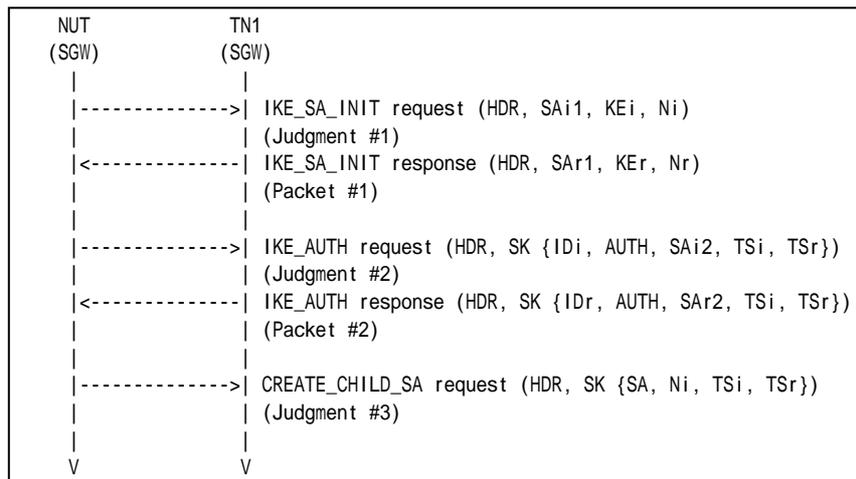 NUT TN1
(SGW) (SGW)
| |
|-------------->| IKE_SA_INIT request (HDR, SAi1, KEi, Ni)
| | (Judgment #1)
|<--------------| IKE_SA_INIT response (HDR, SAr1, KEr, Nr)
| | (Packet #1)
| |
|-------------->| IKE_AUTH request (HDR, SK {IDi, AUTH, SAi2, TSi, TSr})
| | (Judgment #2)
|<--------------| IKE_AUTH response (HDR, SK {IDr, AUTH, SAr2, TSi, TSr})
| | (Packet #2)
| |
|-------------->| CREATE_CHILD_SA request (HDR, SK {SA, Ni, TSi, TSr})
| | (Judgment #3)
| |
V V